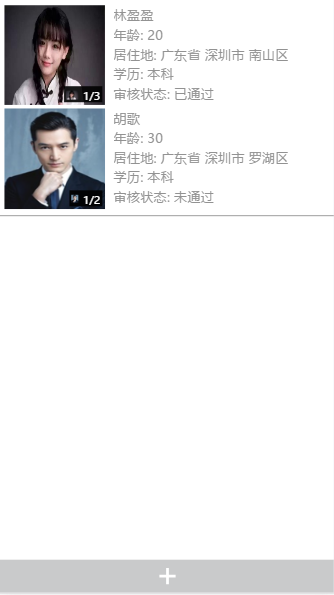 林盈盈
年龄: 20
居住地: 广东省 深圳市 南山区
学历: 本科
审核状态: 已通过
1/3
胡歌
年龄: 30
居住地: 广东省 深圳市 罗湖区
学历: 本科
审核状态: 未通过
1/2